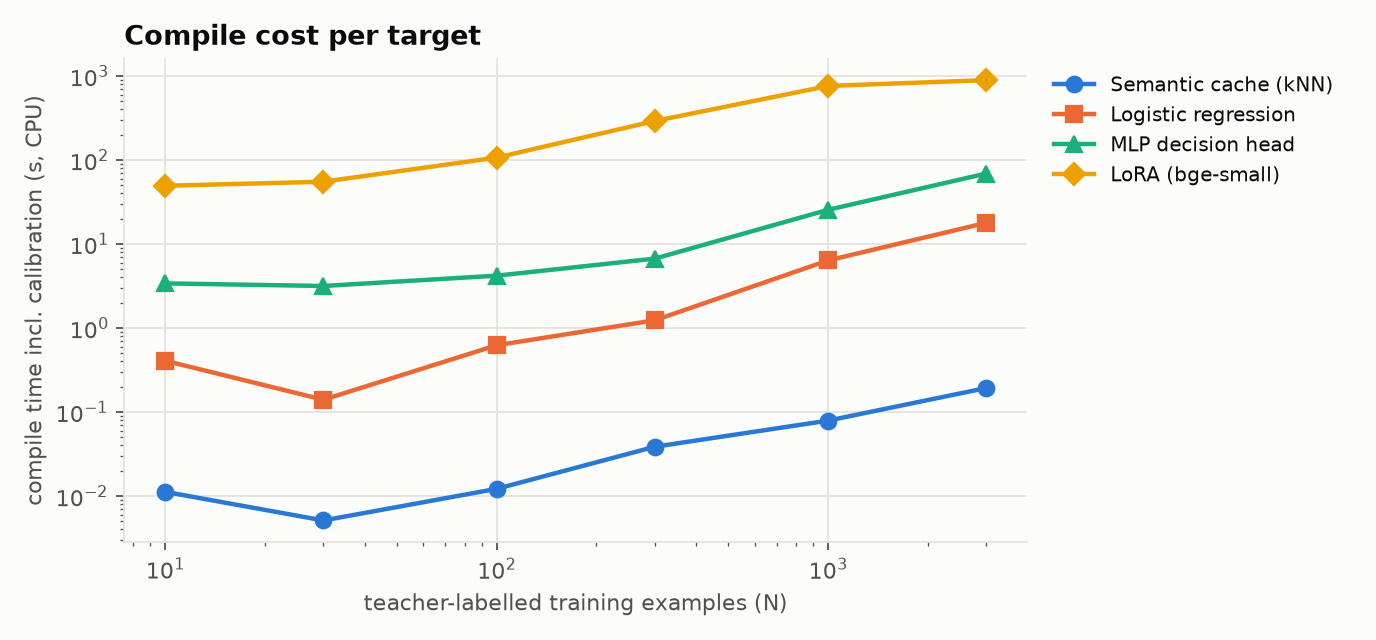 Compile cost per target
compile time incl. calibration (s, CPU)
10³
10²
10¹
10⁰
10⁻¹
10⁻²
10¹ 10² 10³
teacher-labelled training examples (N)
Semantic cache (kNN)
Logistic regression
MLP decision head
LoRA (bge-small)